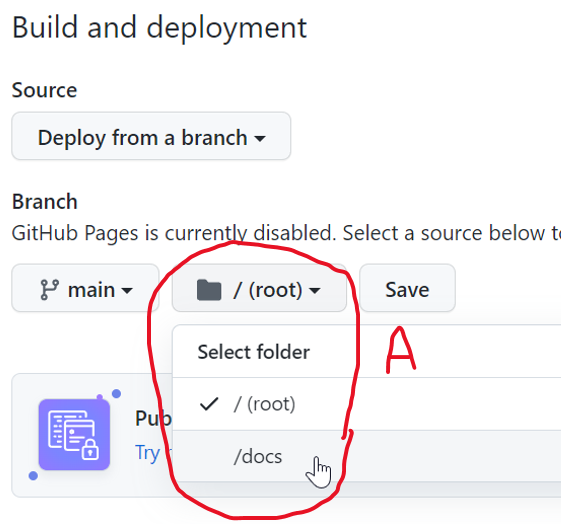 Build and deployment
Source
Deploy from a branch
Branch
GitHub Pages is currently disabled. Select a source below
main / (root) Save
A
Select folder
/ (root)
/docs
Try